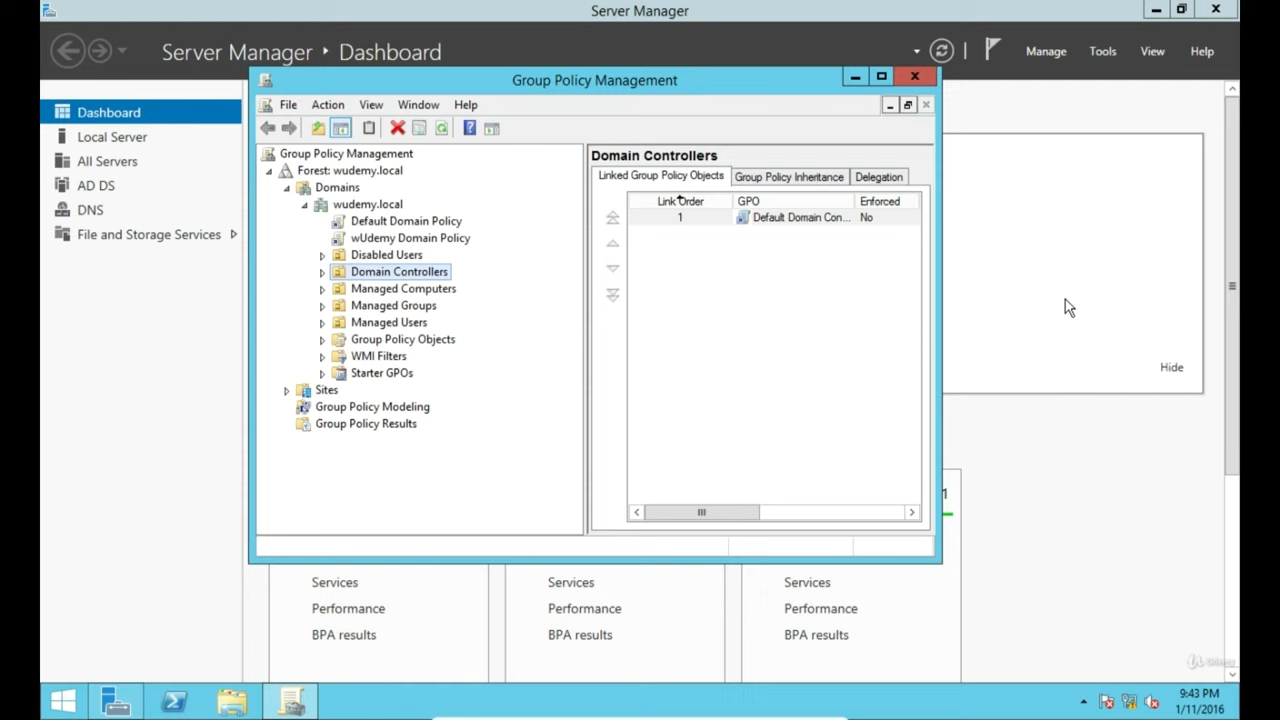 Server Manager
Server Manager ‣ Dashboard
Manage Tools View Help
Dashboard
Local Server
All Servers
AD DS
DNS
File and Storage Services
Group Policy Management
File Action View Window Help
Group Policy Management
Forest: wudemy.local
Domains
wudemy.local
Default Domain Policy
wUdemy Domain Policy
Disabled Users
Domain Controllers
Managed Computers
Managed Groups
Managed Users
Group Policy Objects
WMI Filters
Starter GPOs
Sites
Group Policy Modeling
Group Policy Results
Domain Controllers
Linked Group Policy Objects Group Policy Inheritance Delegation
Link Order GPO Enforced
1 Default Domain Con... No
Hide
1
Services Services Services
Performance Performance Performance
BPA results BPA results BPA results
Udemy
9:43 PM
1/11/2016